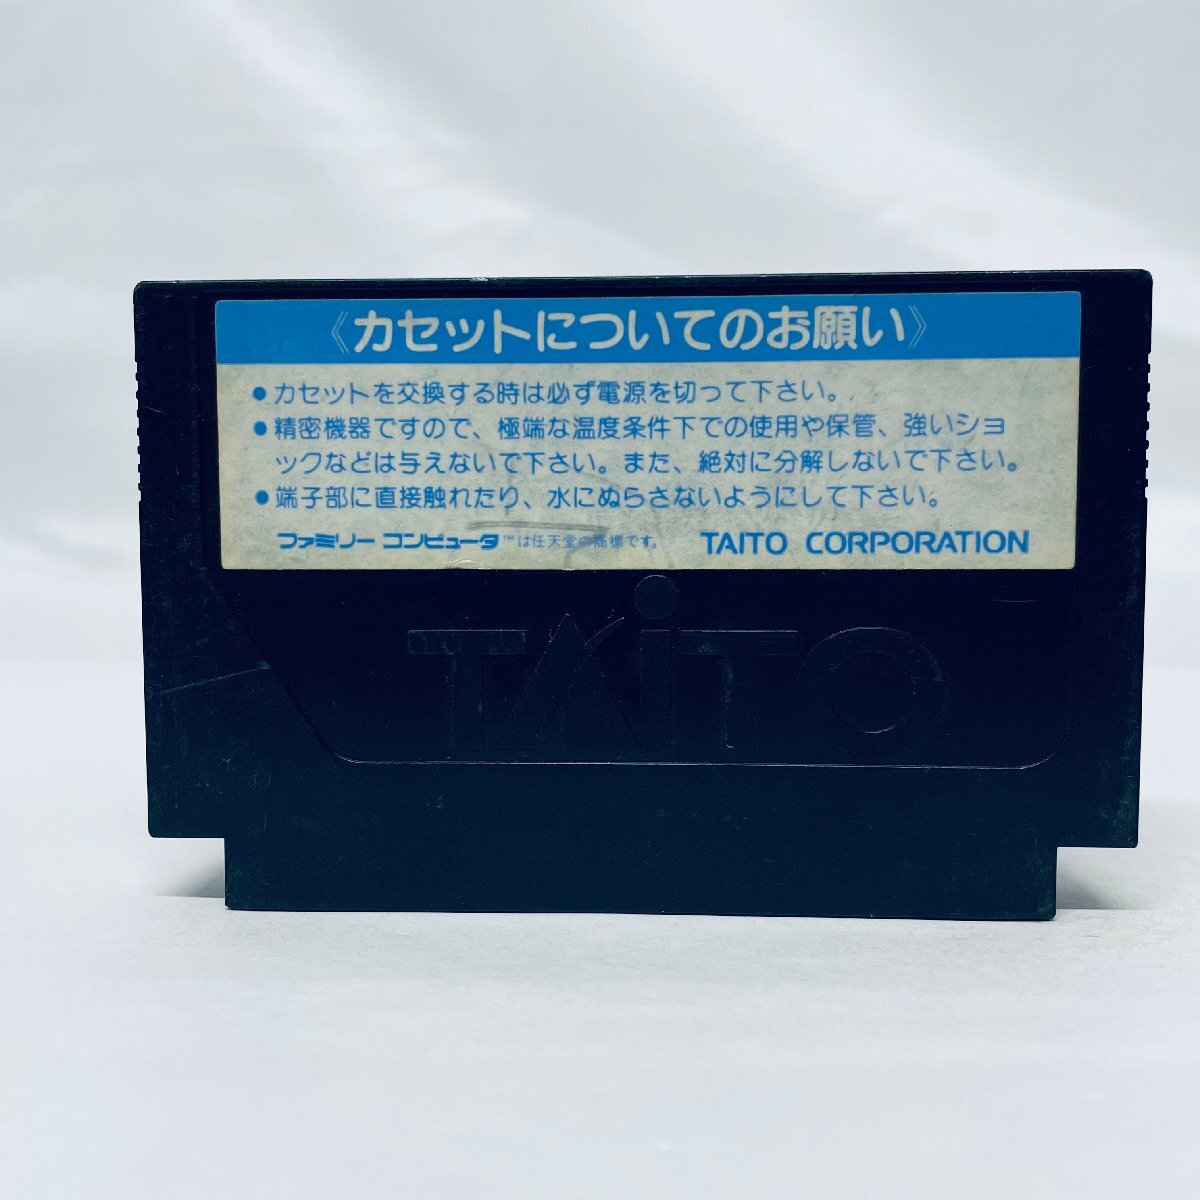 《カセットについてのお願い》
●カセットを交換する時は必ず電源を切って下さい。
●精密機器ですので、極端な温度条件下での使用や保管、強いショ
ックなどは与えないで下さい。また、絶対に分解しないで下さい。
●端子部に直接触れたり、水にぬらさないようにして下さい。
ファミリー コンピュータ™は任天堂の商標です。 TAITO CORPORATION
TAITO